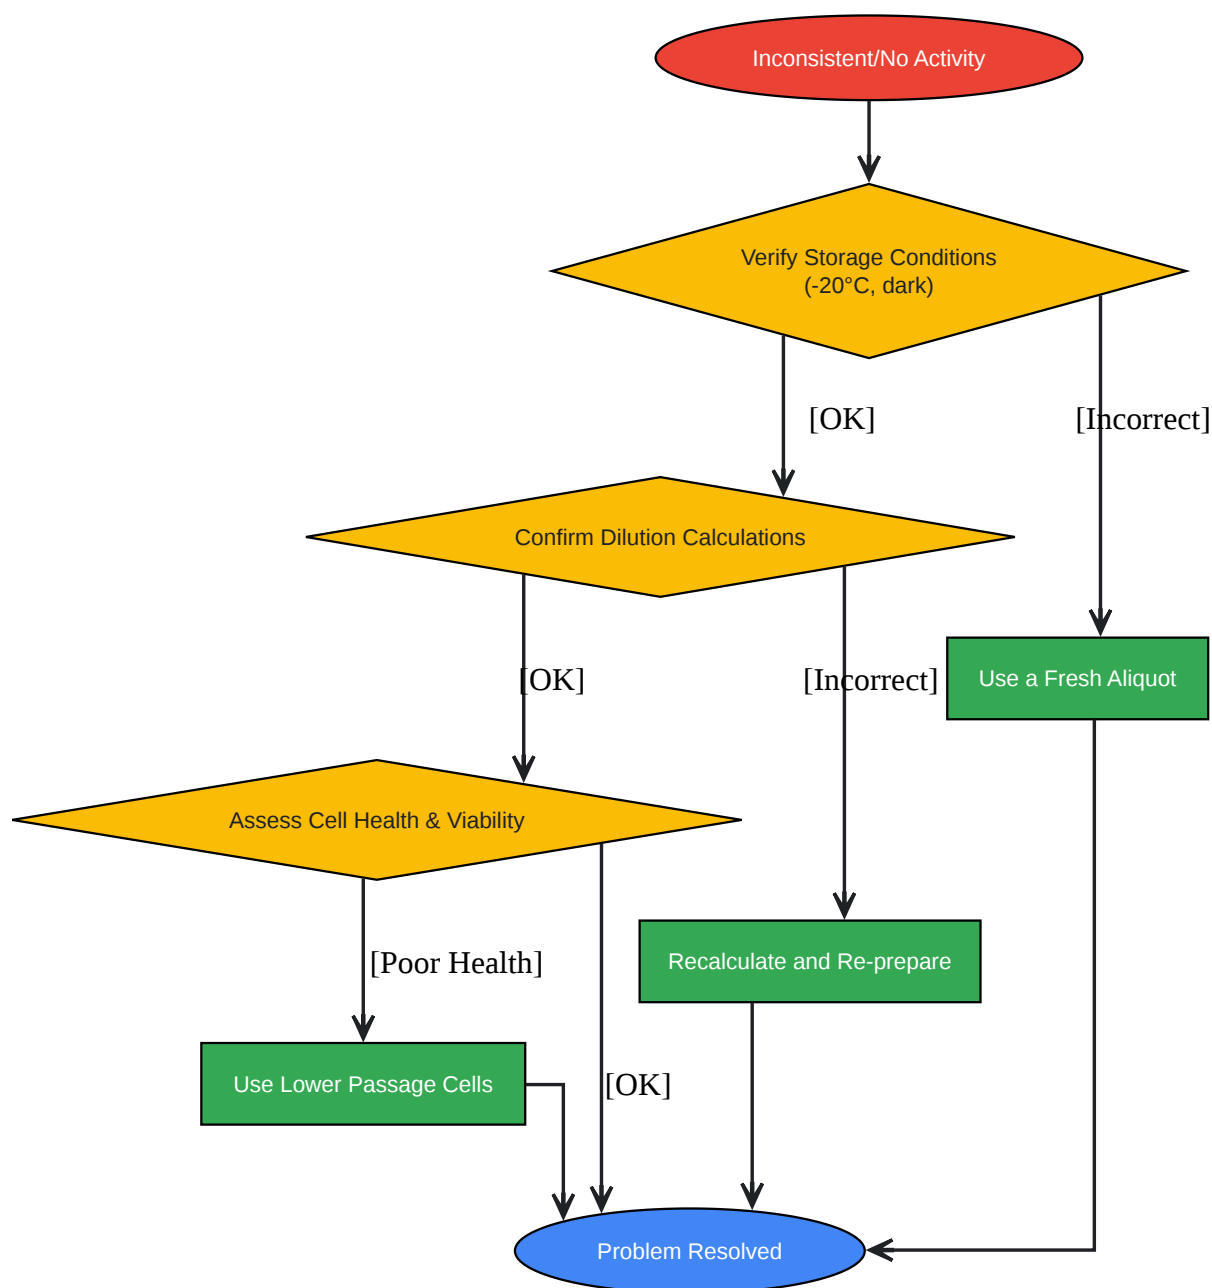 Inconsistent/No Activity
Verify Storage Conditions
(-20°C, dark)
[OK]
[Incorrect]
Confirm Dilution Calculations
[OK]
[Incorrect]
Use a Fresh Aliquot
Assess Cell Health & Viability
[Poor Health]
Recalculate and Re-prepare
Use Lower Passage Cells
[OK]
Problem Resolved